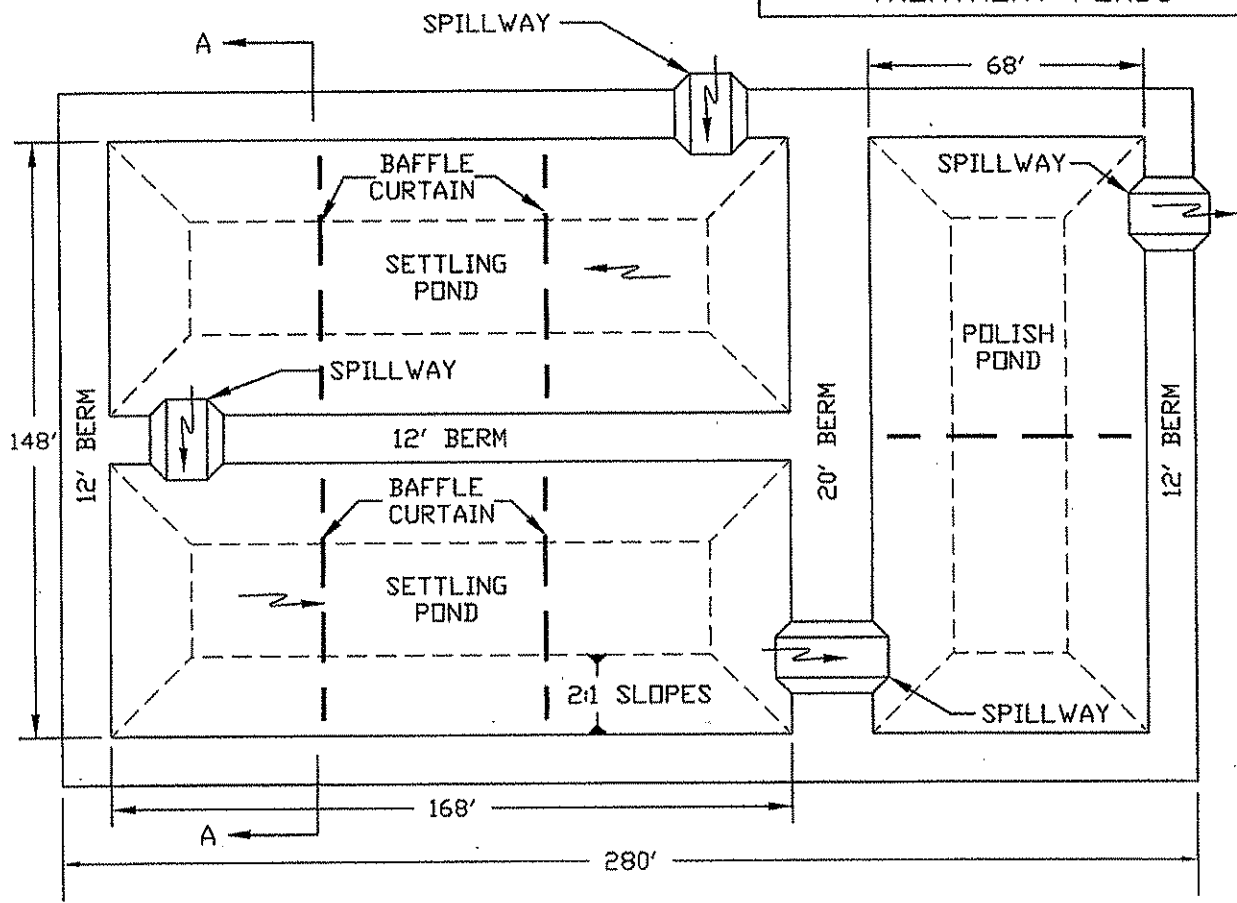 SPILLWAY
A
68'
BAFFLE
CURTAIN
SPILLWAY
SETTLING
POND
POLISH
POND
SPILLWAY
148'
12' BERM
12' BERM
20' BERM
12' BERM
BAFFLE
CURTAIN
SETTLING
POND
2:1 SLOPES
SPILLWAY
168'
A
280'